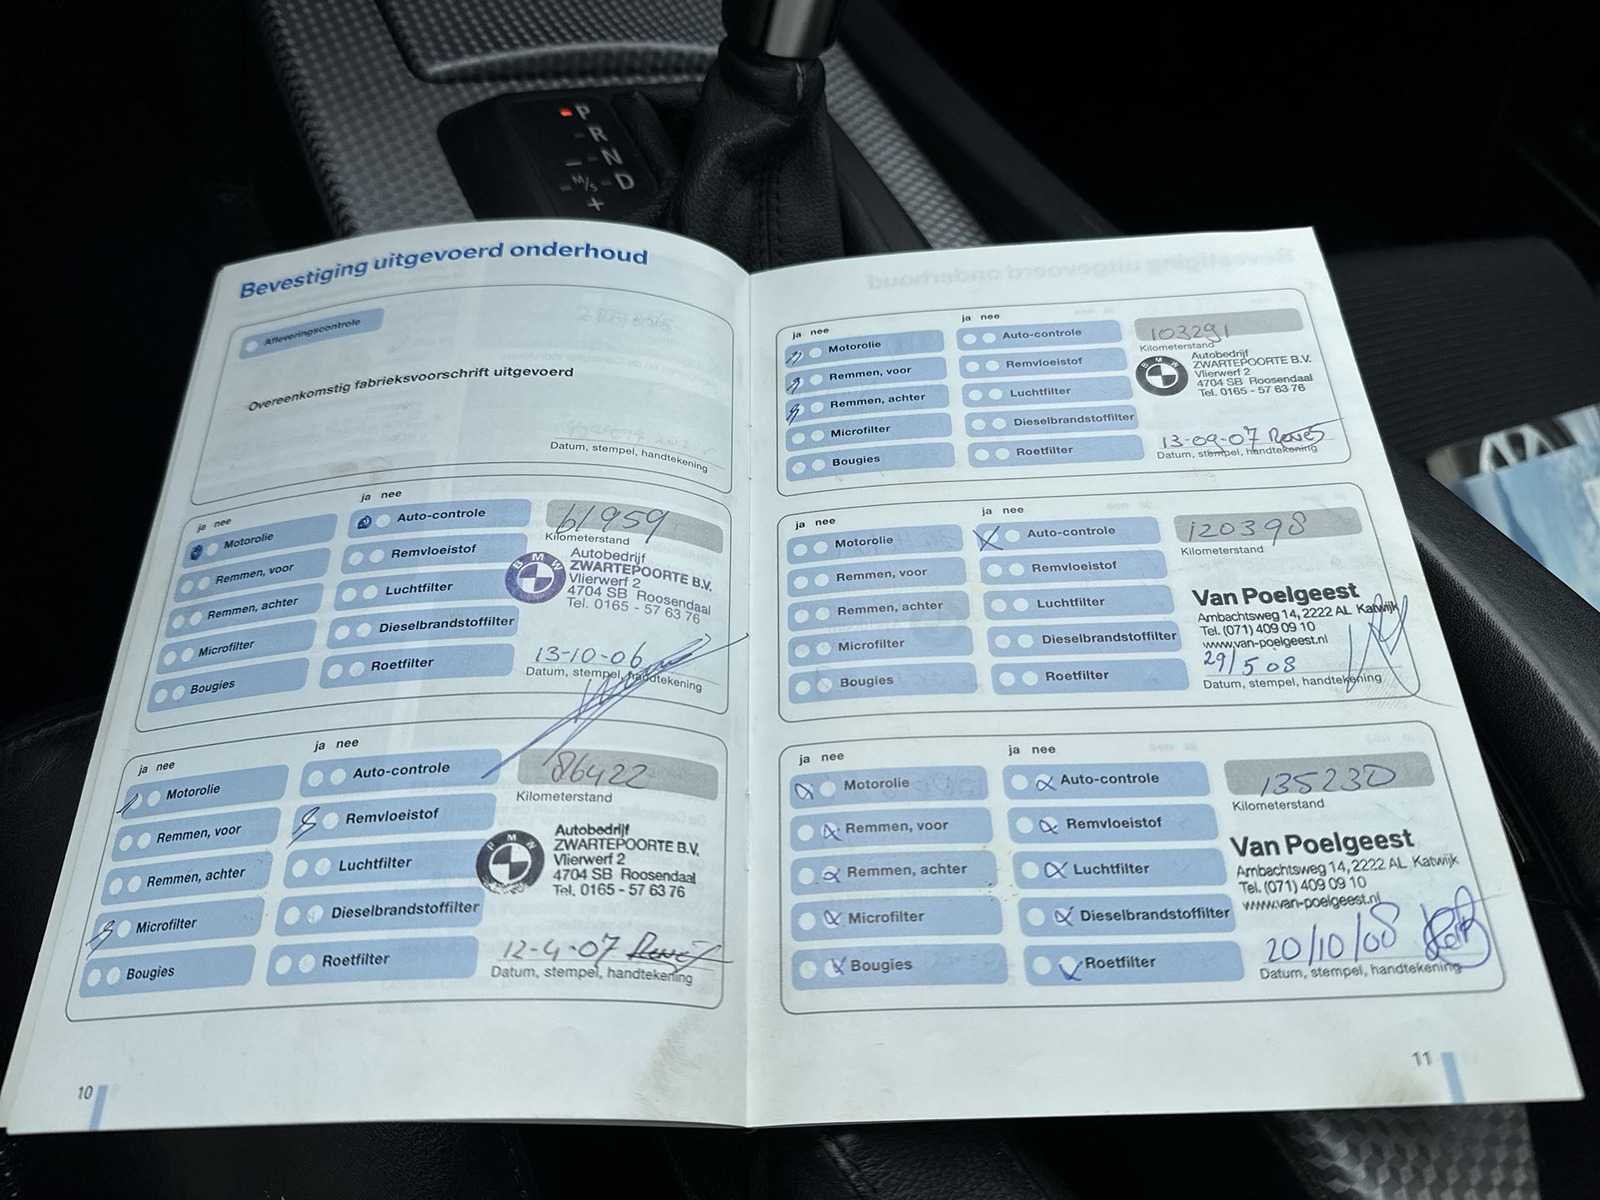 P
R
N
M/S D
+
Bevestiging uitgevoerd onderhoud
Afleveringscontrole
Overeenkomstig fabrieksvoorschrift uitgevoerd
Datum, stempel, handtekening
ja nee
Motorolie
Remmen, voor
Remmen, achter
Microfilter
Bougies
ja nee
Auto-controle
Remvloeistof
Luchtfilter
Dieselbrandstoffilter
Roetfilter
61959
Kilometerstand
BMW
Autobedrijf
ZWARTEPOORTE B.V.
Vlierwerf 2
4704 SB Roosendaal
Tel. 0165 - 57 63 76
13-10-06
Datum, stempel, handtekening
ja nee
Motorolie
Remmen, voor
Remmen, achter
Microfilter
Bougies
ja nee
Auto-controle
Remvloeistof
Luchtfilter
Dieselbrandstoffilter
Roetfilter
86422
Kilometerstand
BMW
Autobedrijf
ZWARTEPOORTE B.V.
Vlierwerf 2
4704 SB Roosendaal
Tel. 0165 - 57 63 76
12-4-07
Datum, stempel, handtekening
10
ja nee
Motorolie
Remmen, voor
Remmen, achter
Microfilter
Bougies
ja nee
Auto-controle
Remvloeistof
Luchtfilter
Dieselbrandstoffilter
Roetfilter
103291
Kilometerstand
BMW
Autobedrijf
ZWARTEPOORTE B.V.
Vlierwerf 2
4704 SB Roosendaal
Tel. 0165 - 57 63 76
13-09-07
Datum, stempel, handtekening
ja nee
Motorolie
Remmen, voor
Remmen, achter
Microfilter
Bougies
ja nee
Auto-controle
Remvloeistof
Luchtfilter
Dieselbrandstoffilter
Roetfilter
120398
Kilometerstand
Van Poelgeest
Ambachtsweg 14, 2222 AL Katwijk
Tel. (071) 409 09 10
www.van-poelgeest.nl
29/5 08
Datum, stempel, handtekening
ja nee
Motorolie
Remmen, voor
Remmen, achter
Microfilter
Bougies
ja nee
Auto-controle
Remvloeistof
Luchtfilter
Dieselbrandstoffilter
Roetfilter
135230
Kilometerstand
Van Poelgeest
Ambachtsweg 14, 2222 AL Katwijk
Tel. (071) 409 09 10
www.van-poelgeest.nl
20/10/08
Datum, stempel, handtekening
11